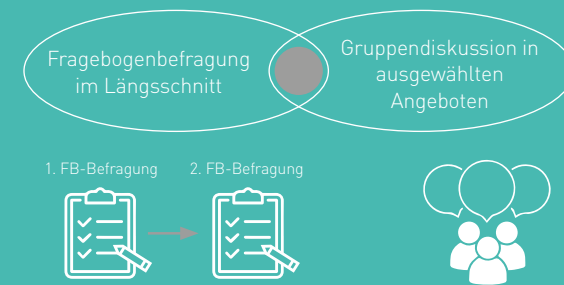 Fragebogenbefragung
im Längsschnitt
Gruppendiskussion in
ausgewählten
Angeboten
1. FB-Befragung
2. FB-Befragung